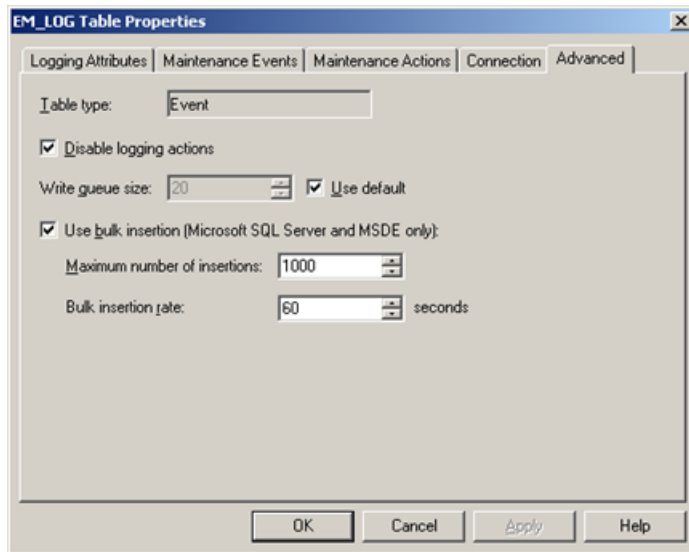 EM_LOG Table Properties
Logging Attributes Maintenance Events Maintenance Actions Connection Advanced
Table type: Event
Disable logging actions
Write queue size: 20 Use default
Use bulk insertion (Microsoft SQL Server and MSDE only):
Maximum number of insertions: 1000
Bulk insertion rate: 60 seconds
OK Cancel Apply Help